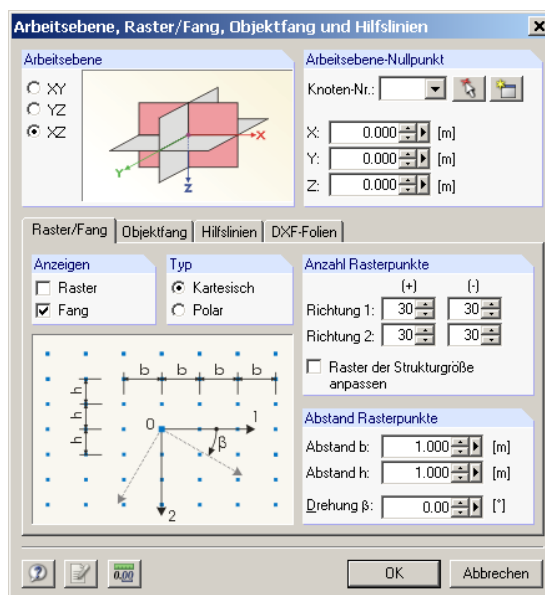 Arbeitsebene, Raster/Fang, Objektfang und Hilfslinien
Arbeitsebene
XY
YZ
XZ
X
Y
Z
Arbeitsebene-Nullpunkt
Knoten-Nr.:
X: 0.000 [m]
Y: 0.000 [m]
Z: 0.000 [m]
Raster/Fang Objektfang Hilfslinien DXF-Folien
Anzeigen
Raster
Fang
Typ
Kartesisch
Polar
Anzahl Rasterpunkte
(+) (-)
Richtung 1: 30 30
Richtung 2: 30 30
Raster der Strukturgröße
anpassen
b b b b
h
h
h
0 1
β
2
Abstand Rasterpunkte
Abstand b: 1.000 [m]
Abstand h: 1.000 [m]
Drehung β: 0.00 [°]
0.00
OK Abbrechen